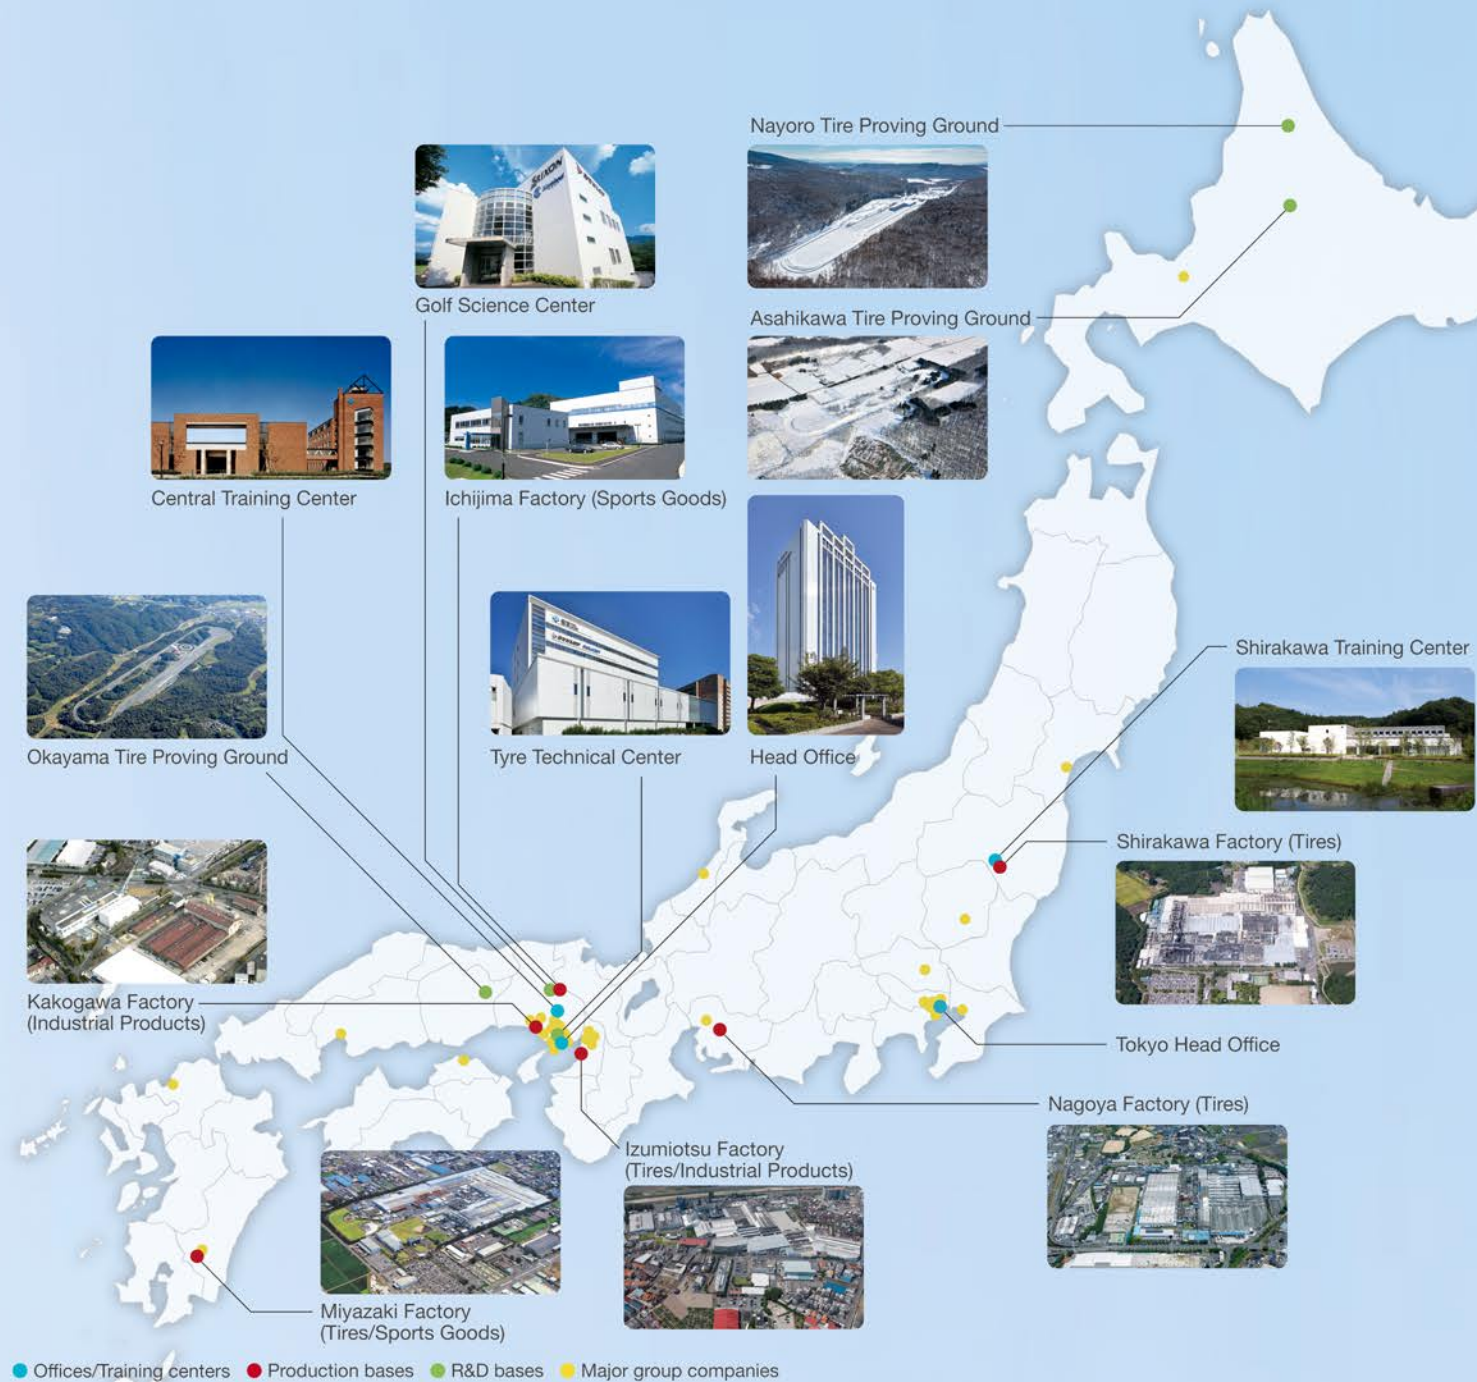 Nayoro Tire Proving Ground
SRIXON
Golf Science Center
Asahikawa Tire Proving Ground
Central Training Center
Ichijima Factory (Sports Goods)
Shirakawa Training Center
Okayama Tire Proving Ground
Tyre Technical Center
Head Office
Shirakawa Factory (Tires)
Kakogawa Factory
(Industrial Products)
Tokyo Head Office
Nagoya Factory (Tires)
Izumiotsu Factory
(Tires/Industrial Products)
Miyazaki Factory
(Tires/Sports Goods)
Offices/Training centers
Production bases
R&D bases
Major group companies